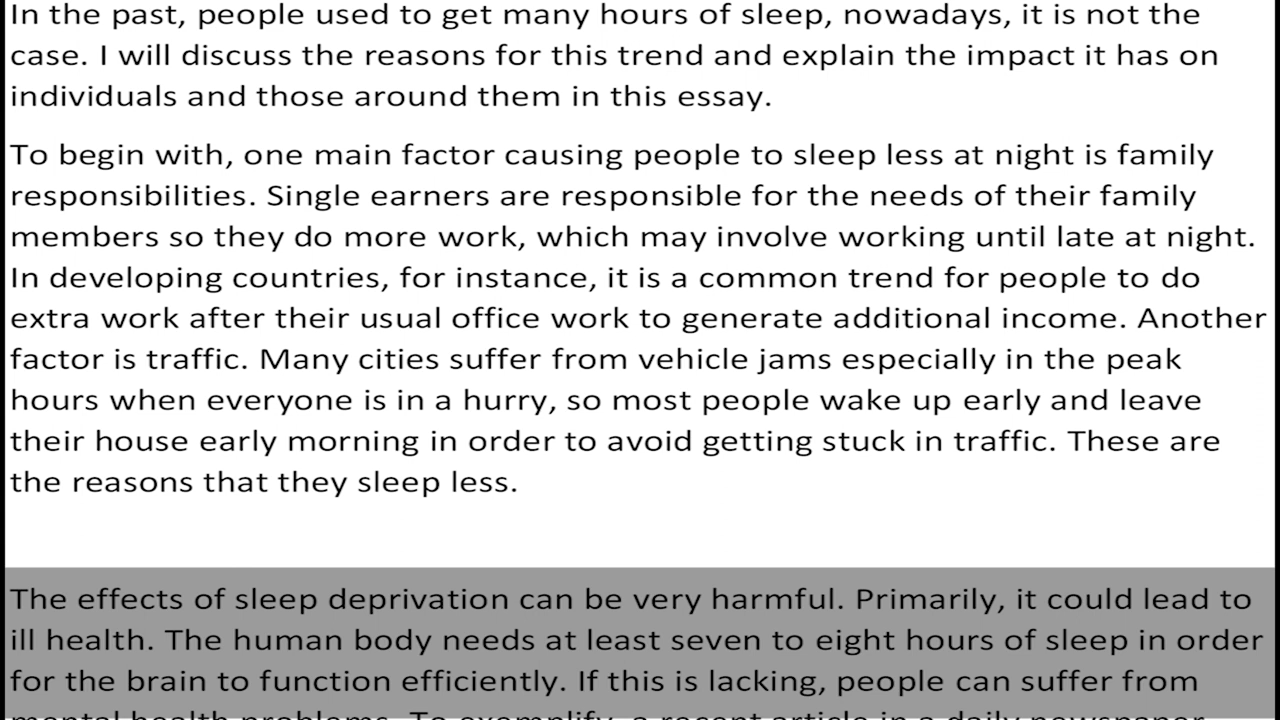 In the past, people used to get many hours of sleep, nowadays, it is not the
case. I will discuss the reasons for this trend and explain the impact it has on
individuals and those around them in this essay.
To begin with, one main factor causing people to sleep less at night is family
responsibilities. Single earners are responsible for the needs of their family
members so they do more work, which may involve working until late at night.
In developing countries, for instance, it is a common trend for people to do
extra work after their usual office work to generate additional income. Another
factor is traffic. Many cities suffer from vehicle jams especially in the peak
hours when everyone is in a hurry, so most people wake up early and leave
their house early morning in order to avoid getting stuck in traffic. These are
the reasons that they sleep less.
The effects of sleep deprivation can be very harmful. Primarily, it could lead to
ill health. The human body needs at least seven to eight hours of sleep in order
for the brain to function efficiently. If this is lacking, people can suffer from
mental health problems. To exemplify, a recent article in a daily newspaper